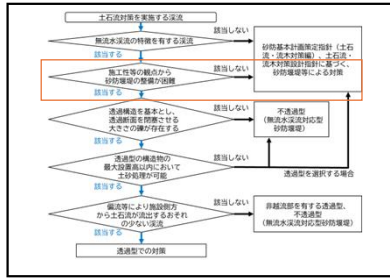 土石流対策を実施する渓流
無流水渓流の特徴を有する渓流
該当しない
砂防基本計画策定指針（土石
流・流木対策編）、土石流・
流木対策設計指針に基づく、
砂防堰堤等による対策
該当する
施工性等の観点から
砂防堰堤の整備が困難
該当しない
該当する
透過構造を基本とし、
透過断面を閉塞させる
大きさの礫が存在する
該当しない
不透過型
（無流水渓流対応型
砂防堰堤）
該当する
透過型の構造物の
最大設置高以内において
土砂処理が可能
該当しない
透過型を選択する場合
該当する
偏流等により施設側方
から土石流が流出するおそれ
の少ない渓流
該当しない
非越流部を有する透過型、
不透過型
（無流水渓流対応型砂防堰堤）
該当する
透過型での対策